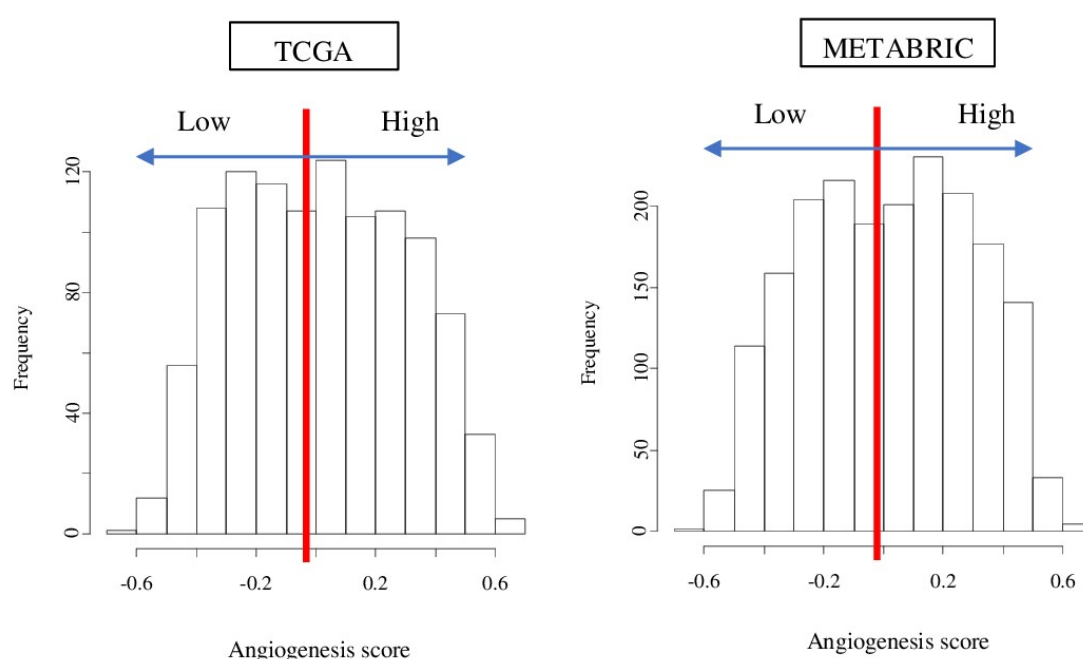 TCGA
Low High
Frequency
120
80
40
0
-0.6 -0.2 0.2 0.6
Angiogenesis score
METABRIC
Low High
Frequency
200
150
100
50
0
-0.6 -0.2 0.2 0.6
Angiogenesis score